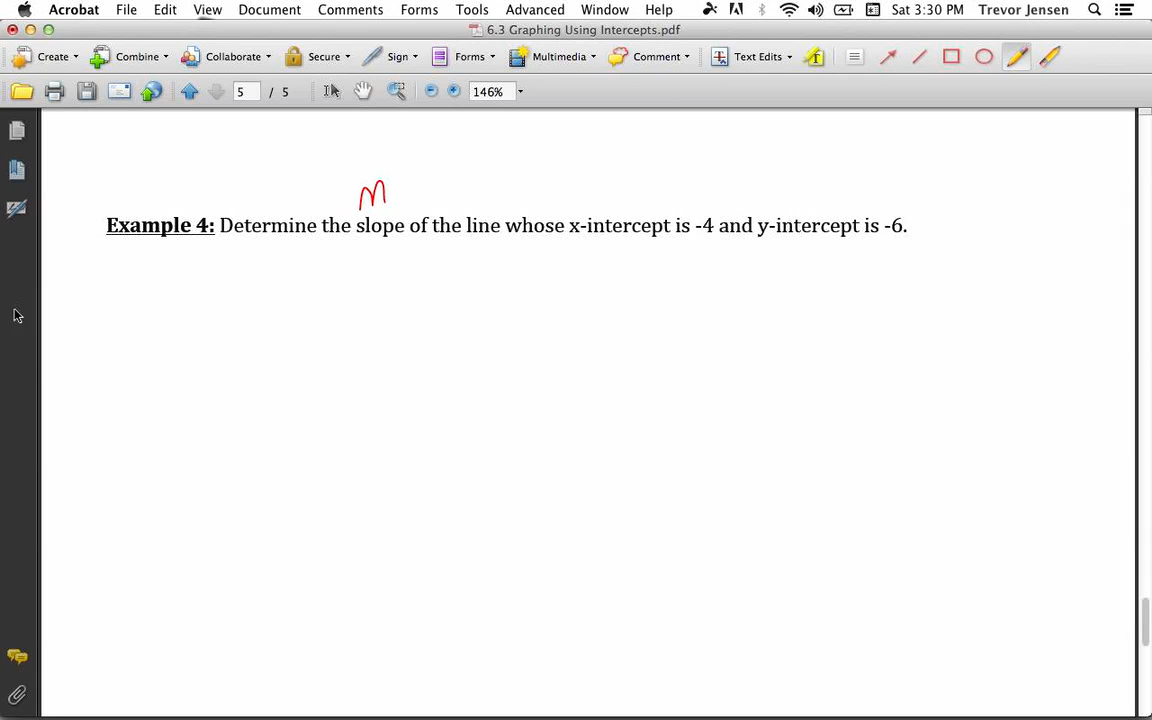 Acrobat File Edit View Document Comments Forms Tools Advanced Window Help Sat 3:30 PM Trevor Jensen
6.3 Graphing Using Intercepts.pdf
Create Combine Collaborate Secure Sign Forms Multimedia Comment Text Edits
5 / 5 146%
M
Example 4: Determine the slope of the line whose x-intercept is -4 and y-intercept is -6.